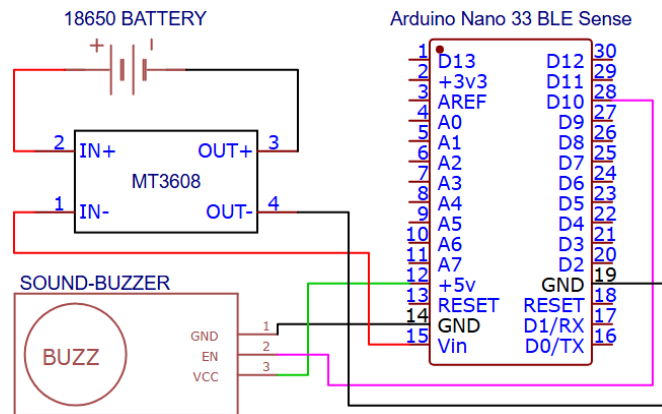 18650 BATTERY
+ -
2 IN+ OUT+ 3
MT3608
1 IN- OUT- 4
SOUND-BUZZER
BUZZ
GND 1
EN 2
VCC 3
Arduino Nano 33 BLE Sense
1 D13 D12 30
2 +3v3 D11 29
3 AREF D10 28
4 A0 D9 27
5 A1 D8 26
6 A2 D7 25
7 A3 D6 24
8 A4 D5 23
9 A5 D4 22
10 A6 D3 21
11 A7 D2 20
12 +5v GND 19
13 RESET RESET 18
14 GND D1/RX 17
15 Vin D0/TX 16